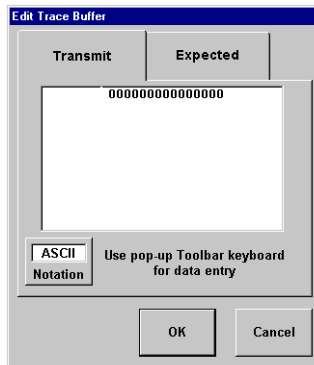 Edit Trace Buffer
Transmit
Expected
000000000000000
ASCII
Notation
Use pop-up Toolbar keyboard
for data entry
OK
Cancel